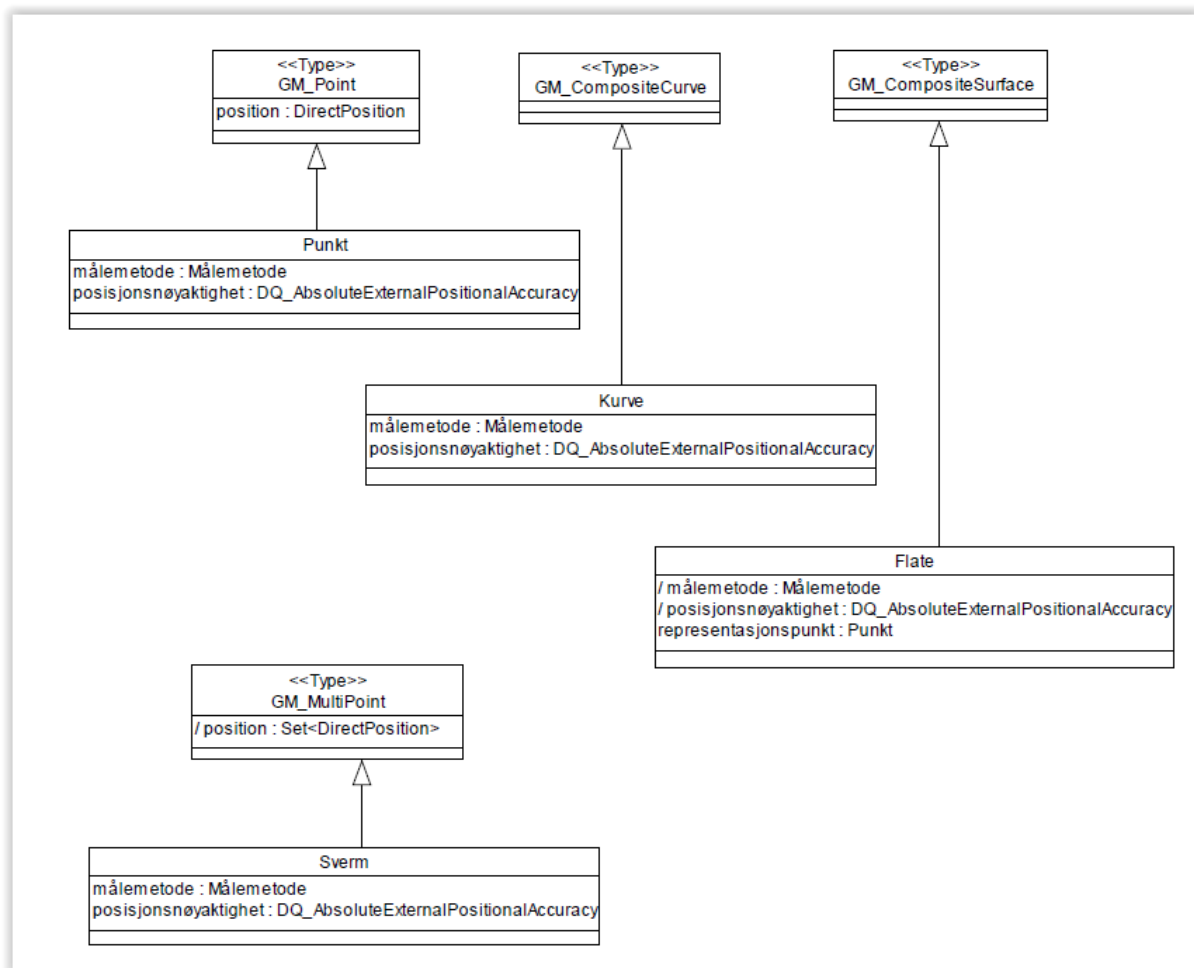 <<Type>>
GM_Point
position : DirectPosition
<<Type>>
GM_CompositeCurve
<<Type>>
GM_CompositeSurface
Punkt
målemetode : Målemetode
posisjonsnøyaktighet : DQ_AbsoluteExternalPositionalAccuracy
Kurve
målemetode : Målemetode
posisjonsnøyaktighet : DQ_AbsoluteExternalPositionalAccuracy
Flate
/ målemetode : Målemetode
/ posisjonsnøyaktighet : DQ_AbsoluteExternalPositionalAccuracy
representasjonspunkt : Punkt
<<Type>>
GM_MultiPoint
/ position : Set<DirectPosition>
Sverm
målemetode : Målemetode
posisjonsnøyaktighet : DQ_AbsoluteExternalPositionalAccuracy